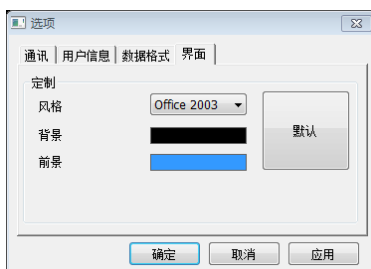 选项
通讯 用户信息 数据格式 界面
定制
风格 Office 2003
背景
默认
前景
确定 取消 应用